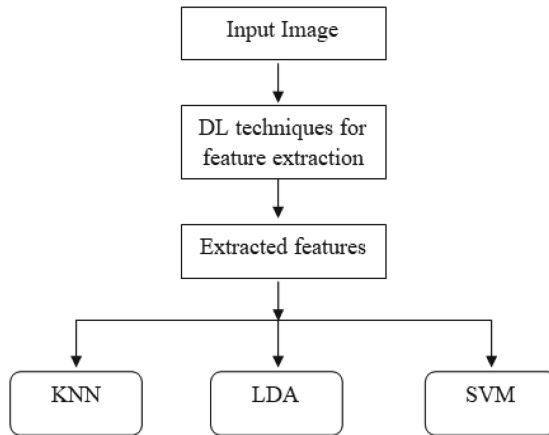 Input Image
DL techniques for
feature extraction
Extracted features
KNN
LDA
SVM